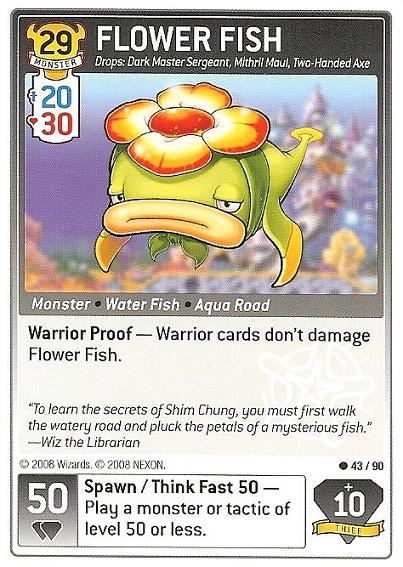 29
MONSTER
FLOWER FISH
Drops: Dark Master Sergeant, Mithril Maul, Two-Handed Axe
20
30
Monster • Water Fish • Aqua Road
Warrior Proof — Warrior cards don't damage
Flower Fish.
"To learn the secrets of Shim Chung, you must first walk
the watery road and pluck the petals of a mysterious fish."
—Wiz the Librarian
© 2008 Wizards. © 2008 NEXON.
● 43 / 90
50
Spawn / Think Fast 50 —
Play a monster or tactic of
level 50 or less.
+
10
THIEF